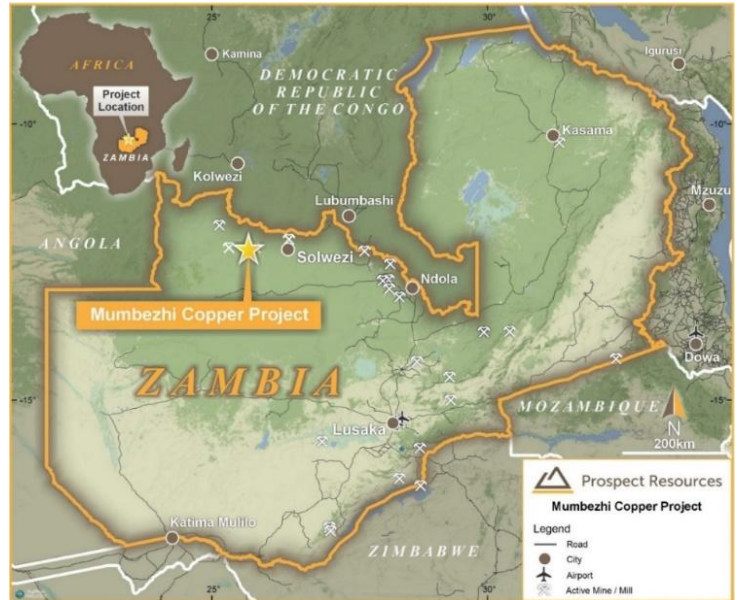 25°
30°
-10°
-15°
25°
30°
AFRICA
Project
Location
ZAMBIA
Kamina
DEMOCRATIC
REPUBLIC
OF THE CONGO
Igurusi
Kasama
Kolwezi
Lubumbashi
Mzuzu
ANGOLA
Solwezi
Ndola
Mumbezhi Copper Project
ZAMBIA
Dowa
MOZAMBIQUE
N
200km
Lusaka
Katima Mulilo
ZIMBABWE
Prospect Resources
Mumbezhi Copper Project
Legend
Road
City
Airport
Active Mine / Mill